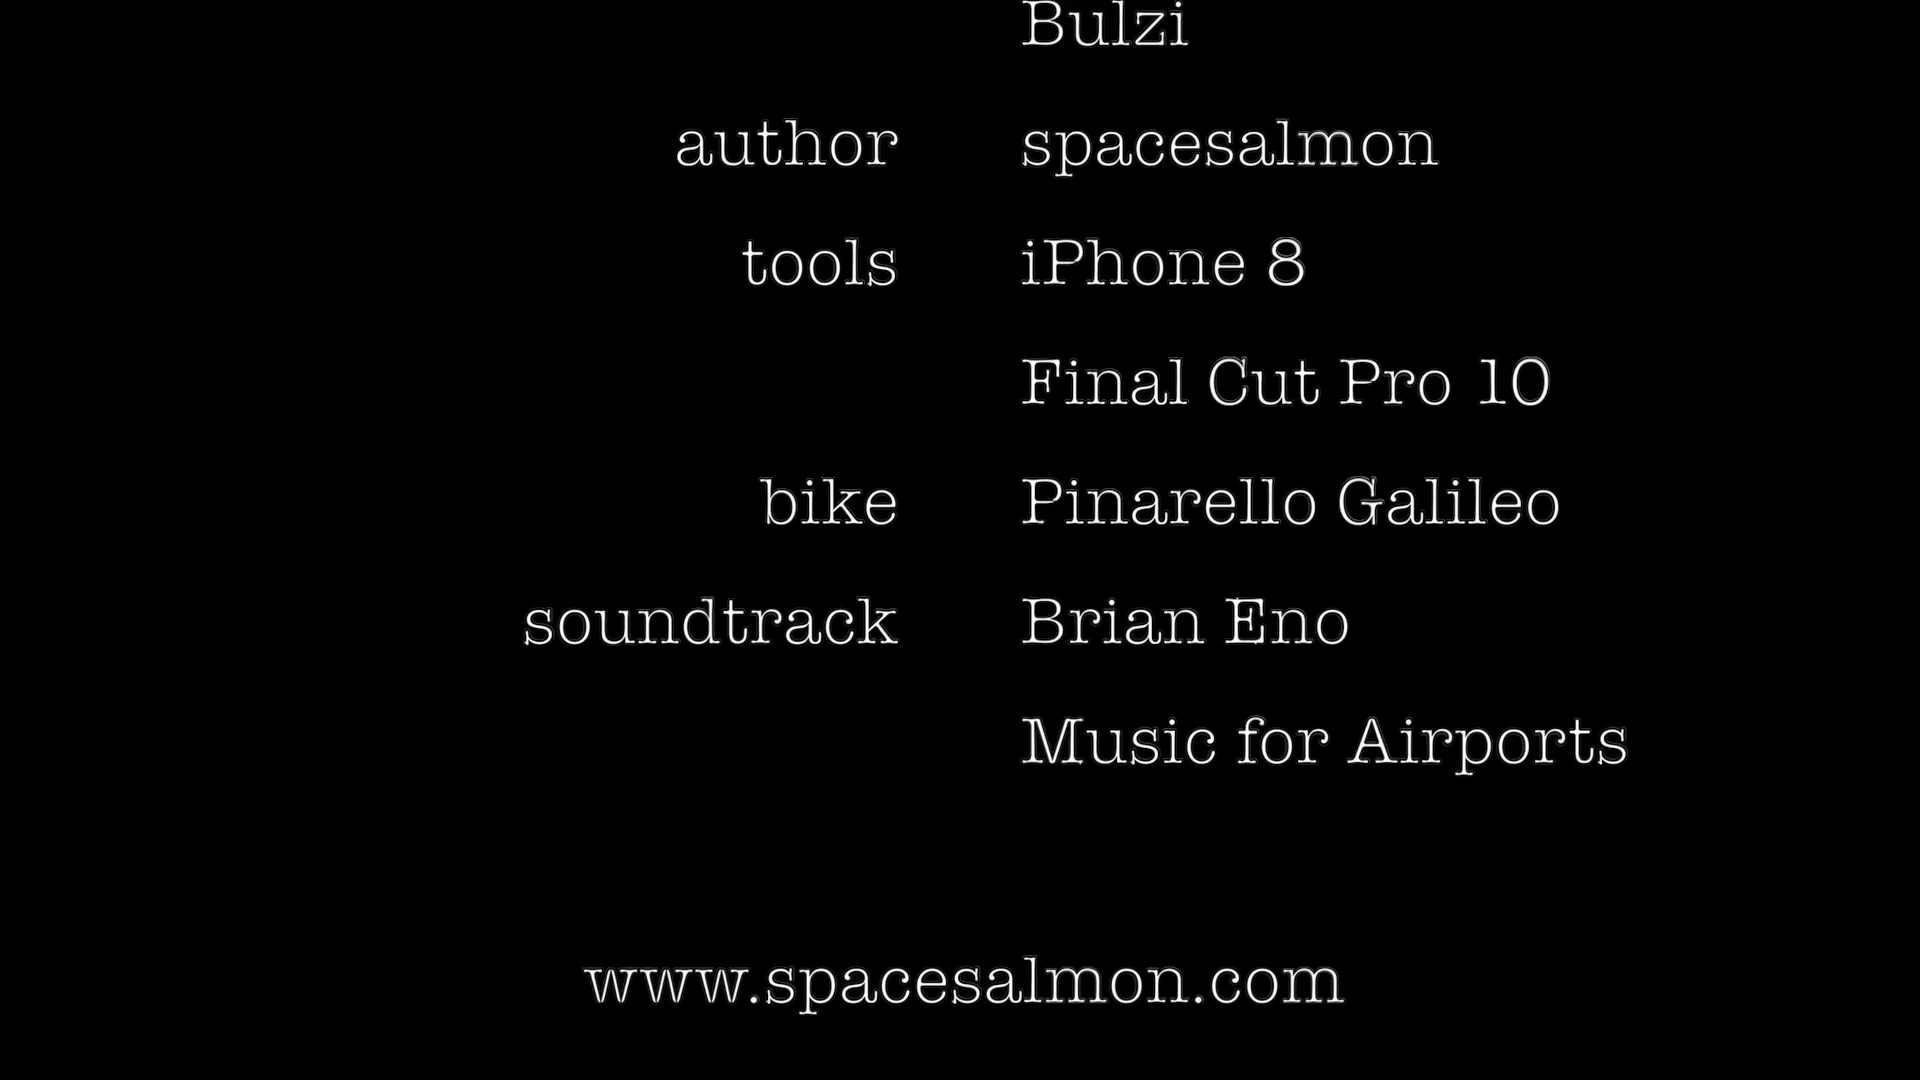 Bulzi
author spacesalmon
tools iPhone 8
Final Cut Pro 10
bike Pinarello Galileo
soundtrack Brian Eno
Music for Airports
www.spacesalmon.com